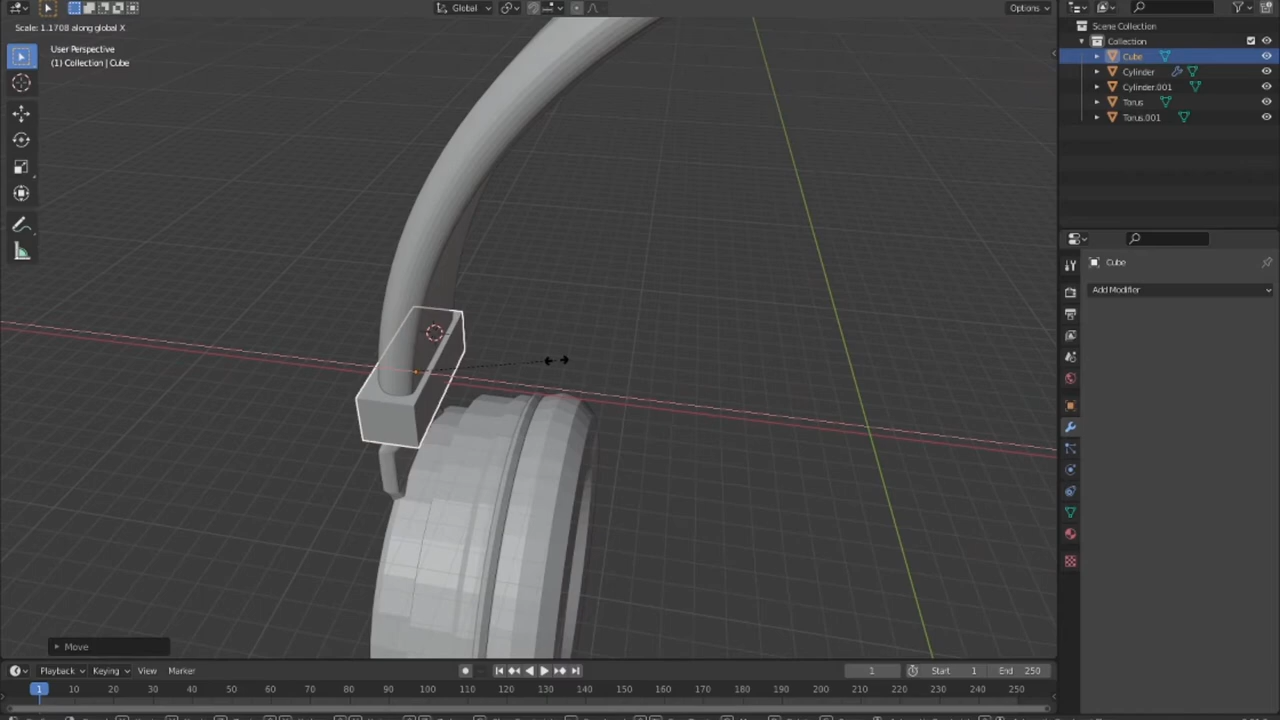 Global
Options
Scale: 1.1708 along global X
User Perspective
(1) Collection | Cube
Scene Collection
Collection
Cube
Cylinder
Cylinder.001
Torus
Torus.001
Cube
Add Modifier
Move
Playback
Keying
View
Marker
1
Start 1
End 250
1 10 20 30 40 50 60 70 80 90 100 110 120 130 140 150 160 170 180 190 200 210 220 230 240 250